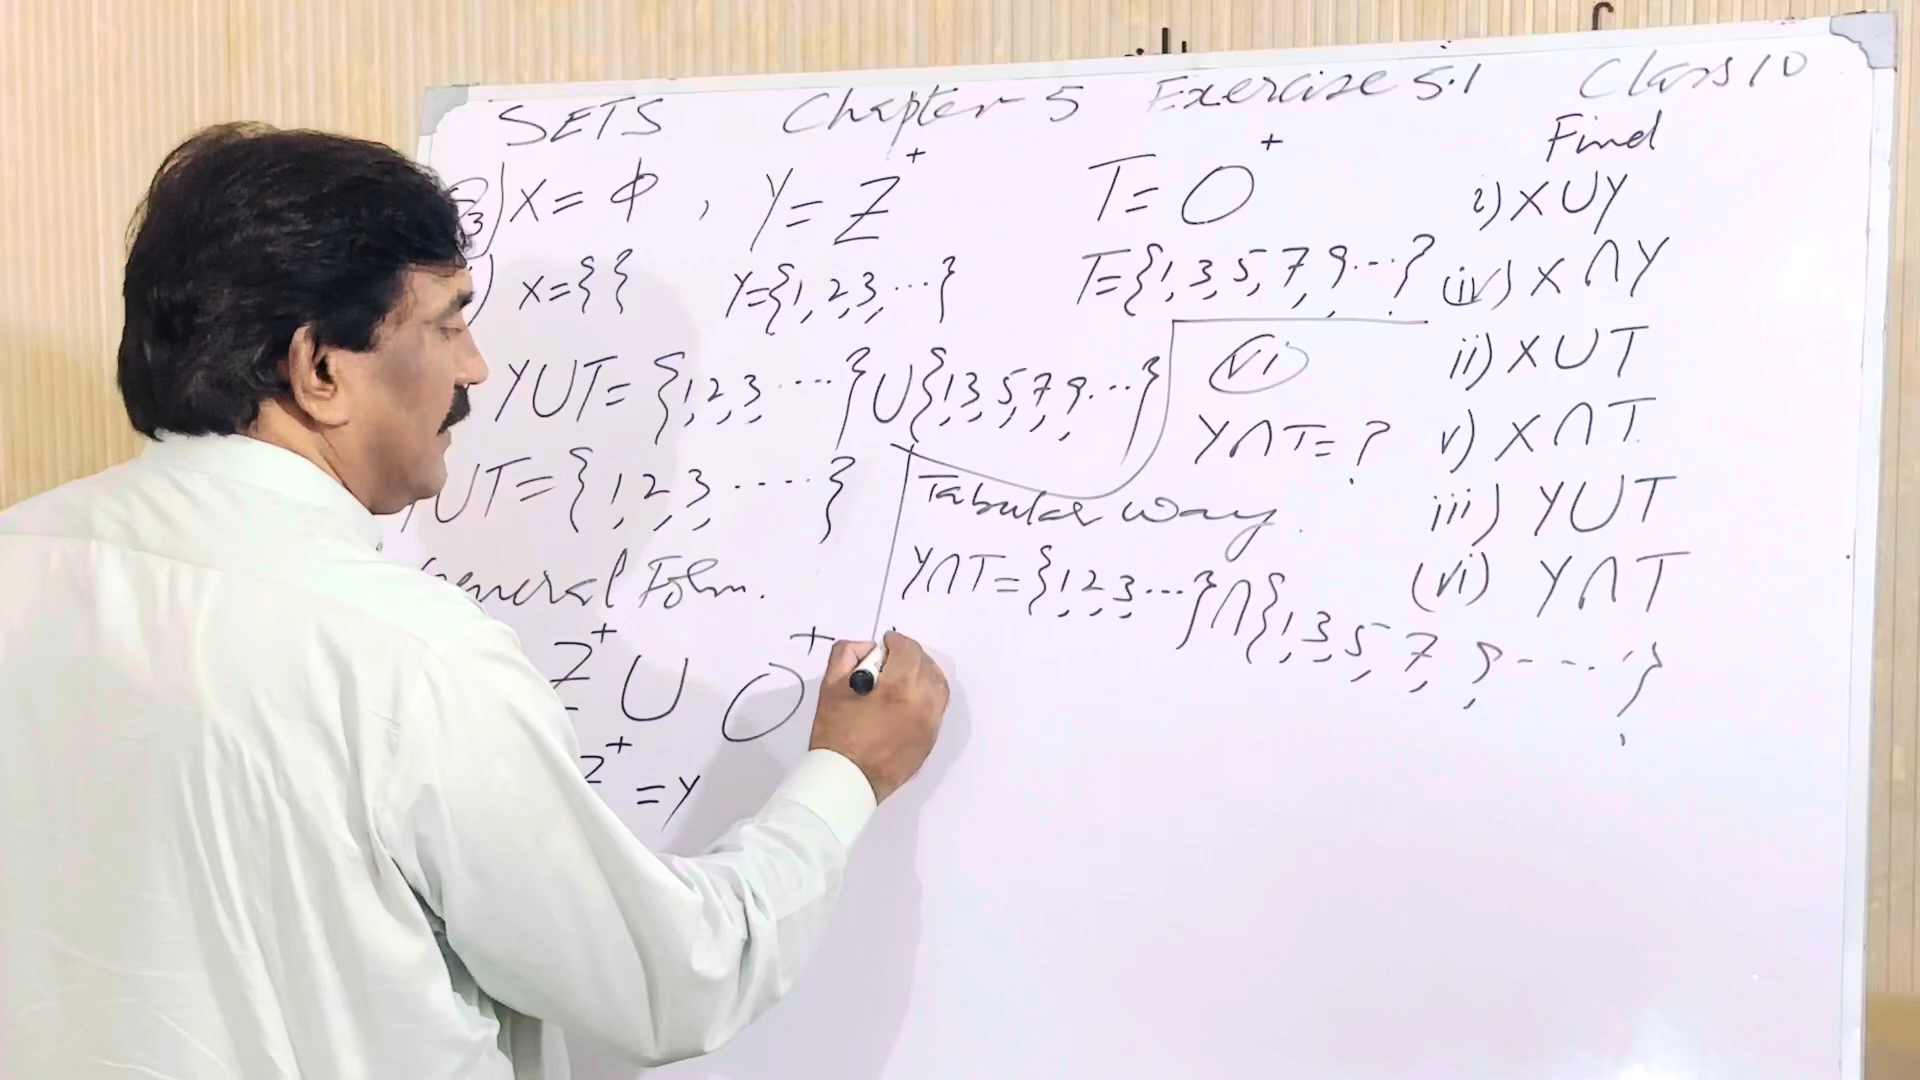 SETS Chapter 5 Exercise 5.1 Class 10
Find
3) X = ϕ , Y = Z⁺ T = O⁺ i) X ∪ Y
) X={ { Y={1, 2, 3, ...} T={1, 3, 5, 7, 9....} iv) X ∩ Y
Y∪T = {1, 2, 3, ....} ∪ {1, 3, 5, 7, 9...} vi ii) X ∪ T
Y∩T = ? v) X ∩ T
∪T = {1, 2, 3, .....} Tabular way. iii) Y ∪ T
General Form. Y∩T = {1, 2, 3, ...} ∩ {1, 3, 5, 7, 9 - - - . } (vi) Y ∩ T
Z⁺ ∪ O⁺
Z⁺ = Y